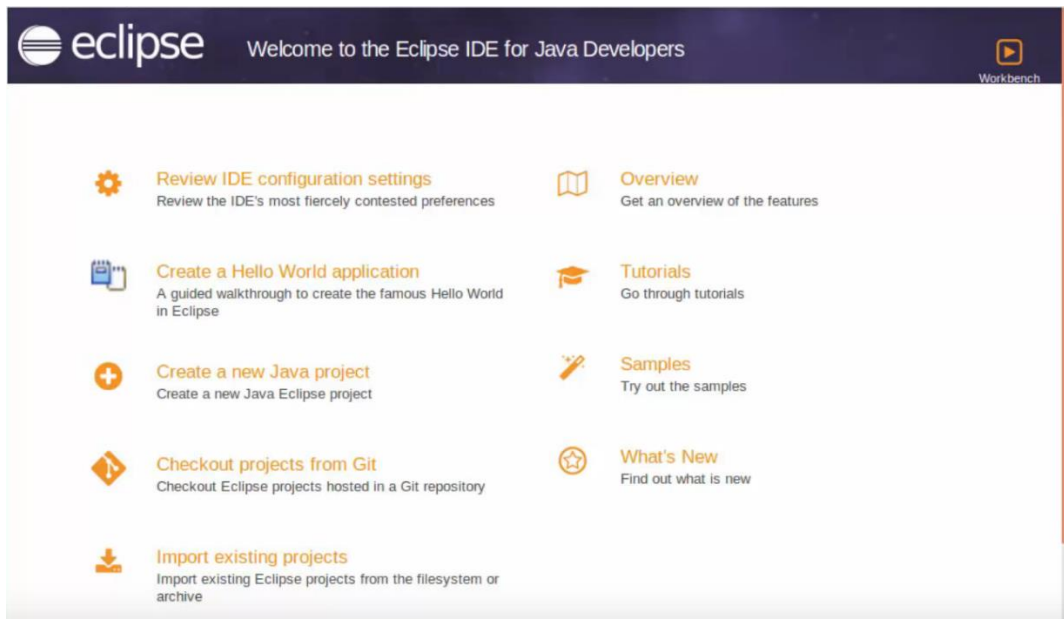 eclipse
Welcome to the Eclipse IDE for Java Developers
Workbench
Review IDE configuration settings
Review the IDE's most fiercely contested preferences
Create a Hello World application
A guided walkthrough to create the famous Hello World
in Eclipse
Create a new Java project
Create a new Java Eclipse project
Checkout projects from Git
Checkout Eclipse projects hosted in a Git repository
Import existing projects
Import existing Eclipse projects from the filesystem or
archive
Overview
Get an overview of the features
Tutorials
Go through tutorials
Samples
Try out the samples
What's New
Find out what is new